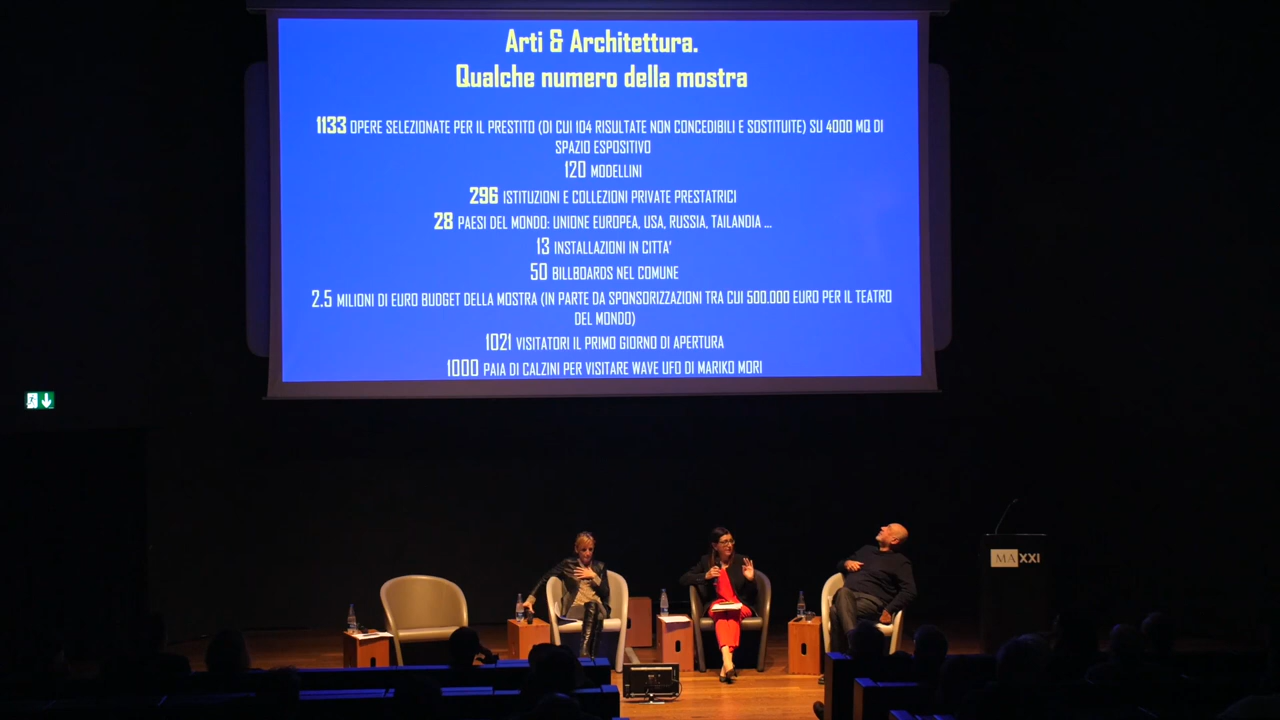 Arti & Architettura.
Qualche numero della mostra
1133 OPERE SELEZIONATE PER IL PRESTITO (DI CUI 104 RISULTATE NON CONCEDIBILI E SOSTITUITE) SU 4000 MQ DI
SPAZIO ESPOSITIVO
120 MODELLINI
296 ISTITUZIONI E COLLEZIONI PRIVATE PRESTATRICI
28 PAESI DEL MONDO: UNIONE EUROPEA, USA, RUSSIA, TAILANDIA ...
13 INSTALLAZIONI IN CITTA'
50 BILLBOARDS NEL COMUNE
2.5 MILIONI DI EURO BUDGET DELLA MOSTRA (IN PARTE DA SPONSORIZZAZIONI TRA CUI 500.000 EURO PER IL TEATRO
DEL MONDO)
1021 VISITATORI IL PRIMO GIORNO DI APERTURA
1000 PAIA DI CALZINI PER VISITARE WAVE UFO DI MARIKO MORI
MAXXI